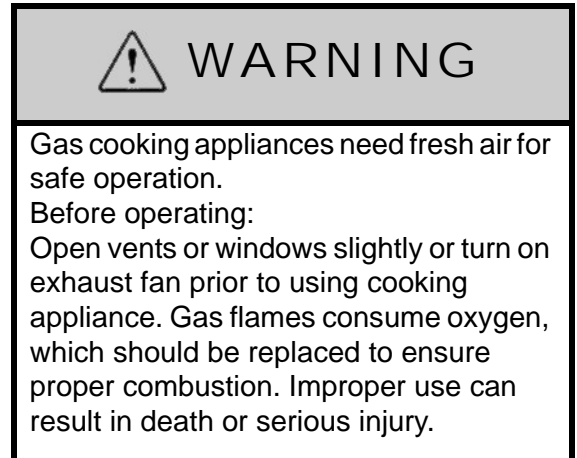 WARNING
Gas cooking appliances need fresh air for
safe operation.
Before operating:
Open vents or windows slightly or turn on
exhaust fan prior to using cooking
appliance. Gas flames consume oxygen,
which should be replaced to ensure
proper combustion. Improper use can
result in death or serious injury.